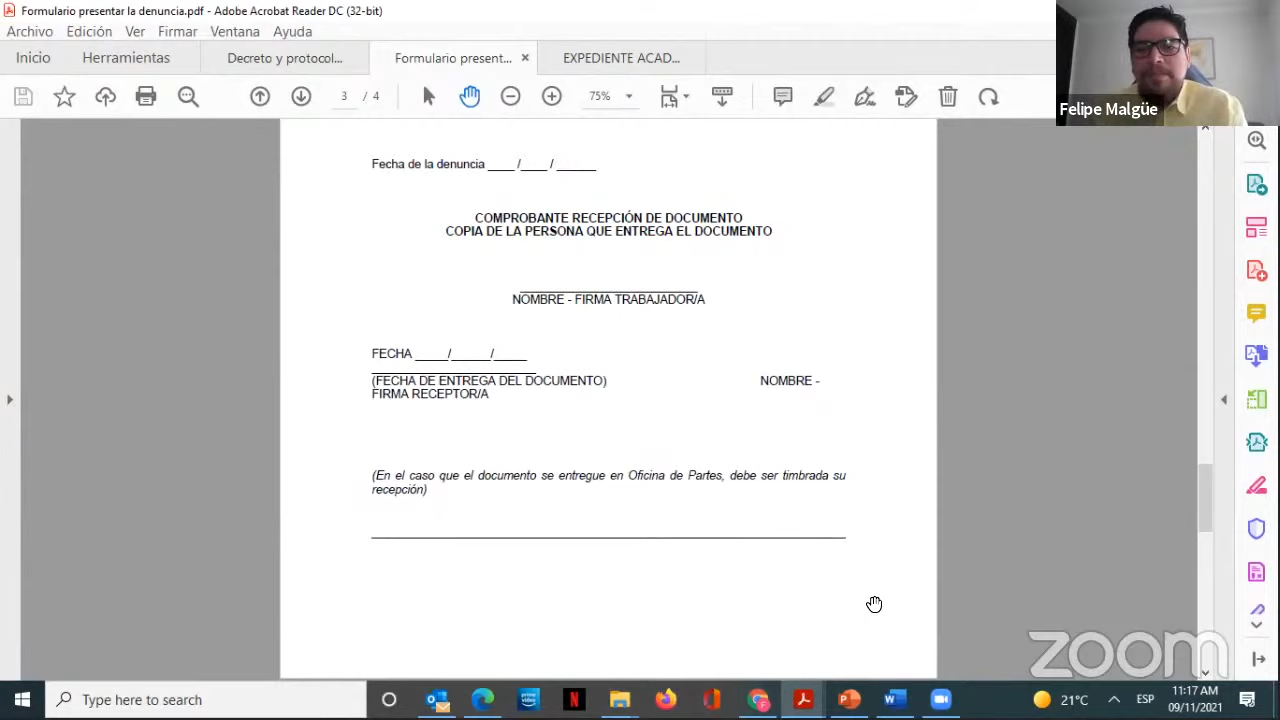 Formulario presentar la denuncia.pdf - Adobe Acrobat Reader DC (32-bit)
Archivo Edición Ver Firmar Ventana Ayuda
Inicio Herramientas Decreto y protocol... Formulario present... × EXPEDIENTE ACAD...
3 / 4 75%
Felipe Malgüe
Fecha de la denuncia ____ /____ / ______
COMPROBANTE RECEPCIÓN DE DOCUMENTO
COPIA DE LA PERSONA QUE ENTREGA EL DOCUMENTO
NOMBRE - FIRMA TRABAJADOR/A
FECHA _____/______/_____
(FECHA DE ENTREGA DEL DOCUMENTO) NOMBRE -
FIRMA RECEPTOR/A
(En el caso que el documento se entregue en Oficina de Partes, debe ser timbrada su
recepción)
zoom
Type here to search
21°C ESP 11:17 AM
09/11/2021